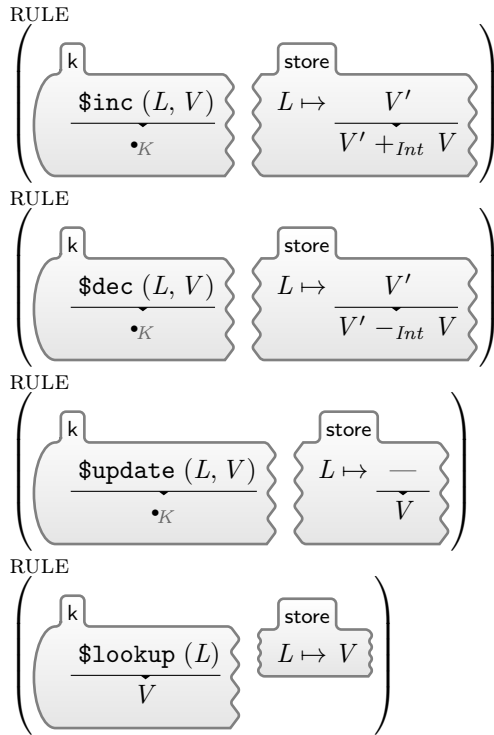 RULE
k store
$inc (L, V) L ↦ V′
•K V′ +Int V
RULE
k store
$dec (L, V) L ↦ V′
•K V′ −Int V
RULE
k store
$update (L, V) L ↦ —
•K V
RULE
k store
$lookup (L) L ↦ V
V